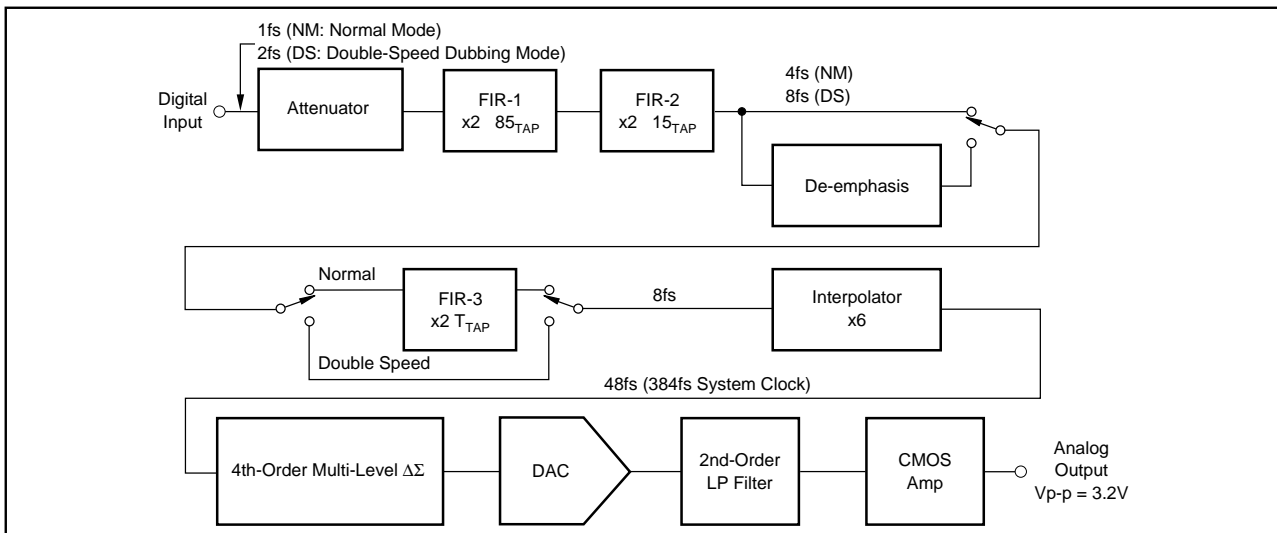 1fs (NM: Normal Mode)
2fs (DS: Double-Speed Dubbing Mode)
Digital
Input
Attenuator
FIR-1
x2 85TAP
FIR-2
x2 15TAP
4fs (NM)
8fs (DS)
De-emphasis
Normal
FIR-3
x2 TTAP
Double Speed
8fs
Interpolator
x6
48fs (384fs System Clock)
4th-Order Multi-Level ΔΣ
DAC
2nd-Order
LP Filter
CMOS
Amp
Analog
Output
Vp-p = 3.2V